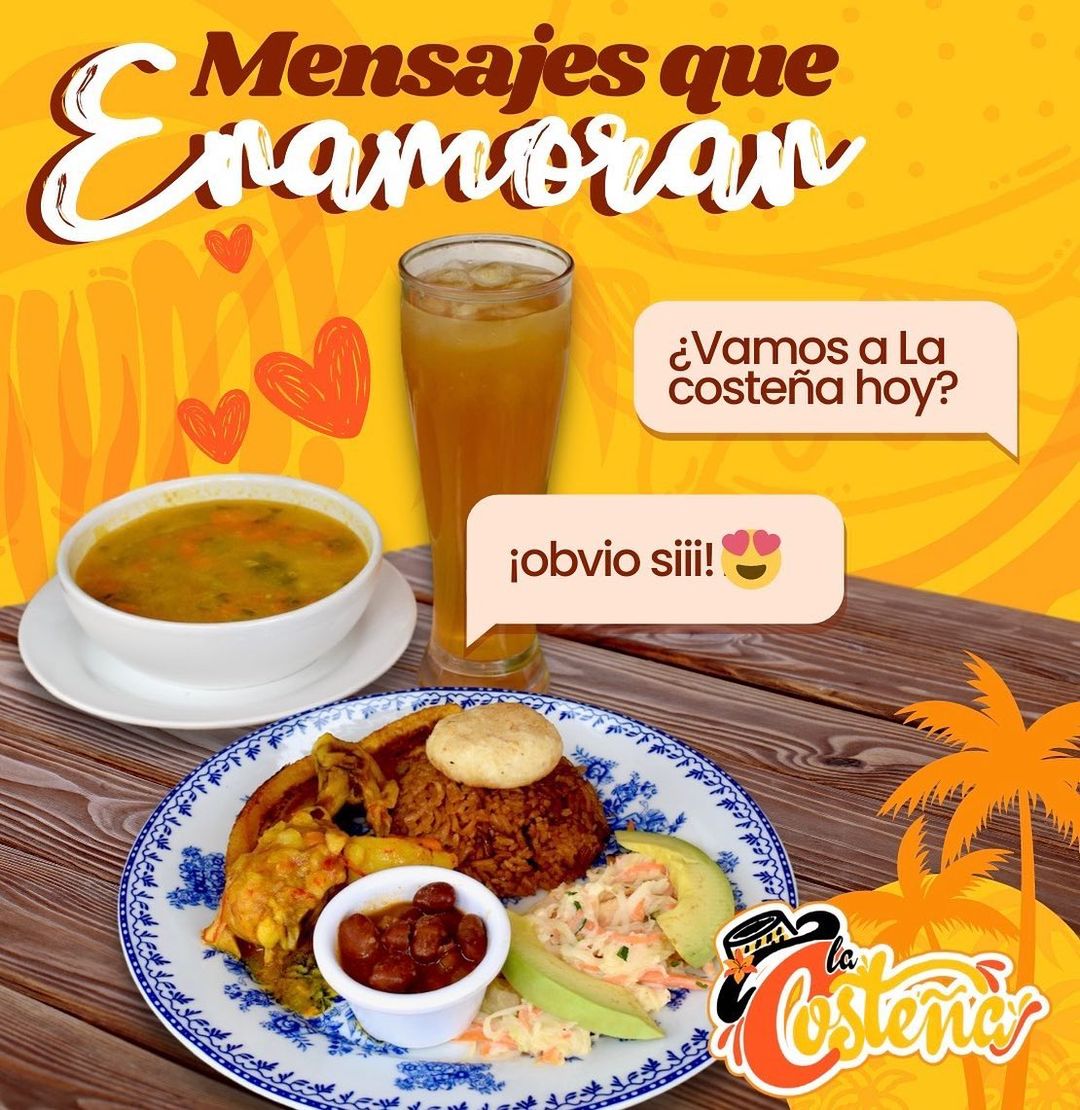 Mensajes que
Enamoran
¿Vamos a La
costeña hoy?
¡obvio siii! 😍
la
Costeña